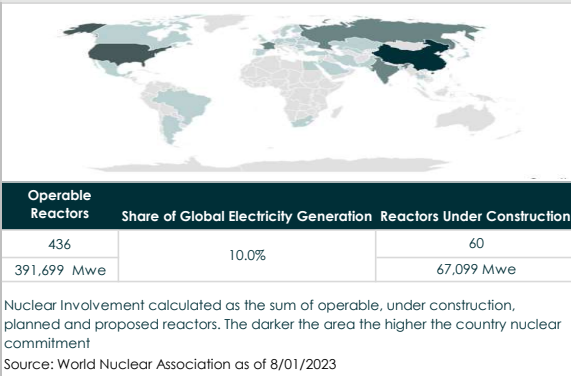 Operable
Reactors
Share of Global Electricity Generation
Reactors Under Construction
436
10.0%
60
391,699 Mwe
67,099 Mwe
Nuclear Involvement calculated as the sum of operable, under construction,
planned and proposed reactors. The darker the area the higher the country nuclear
commitment
Source: World Nuclear Association as of 8/01/2023